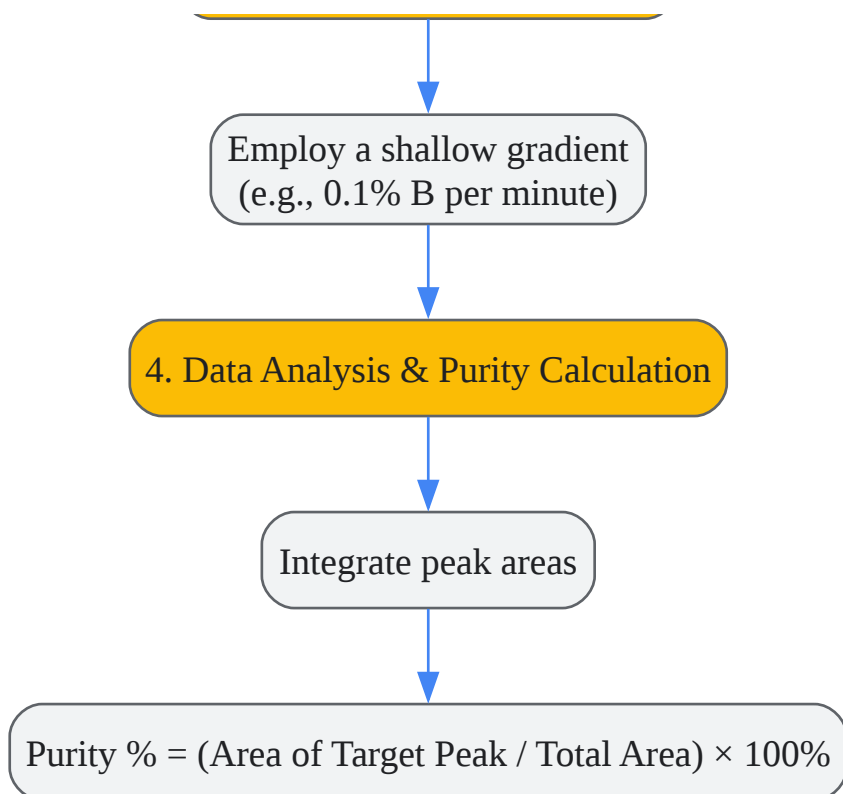 Employ a shallow gradient
(e.g., 0.1% B per minute)
4. Data Analysis & Purity Calculation
Integrate peak areas
Purity % = (Area of Target Peak / Total Area) × 100%